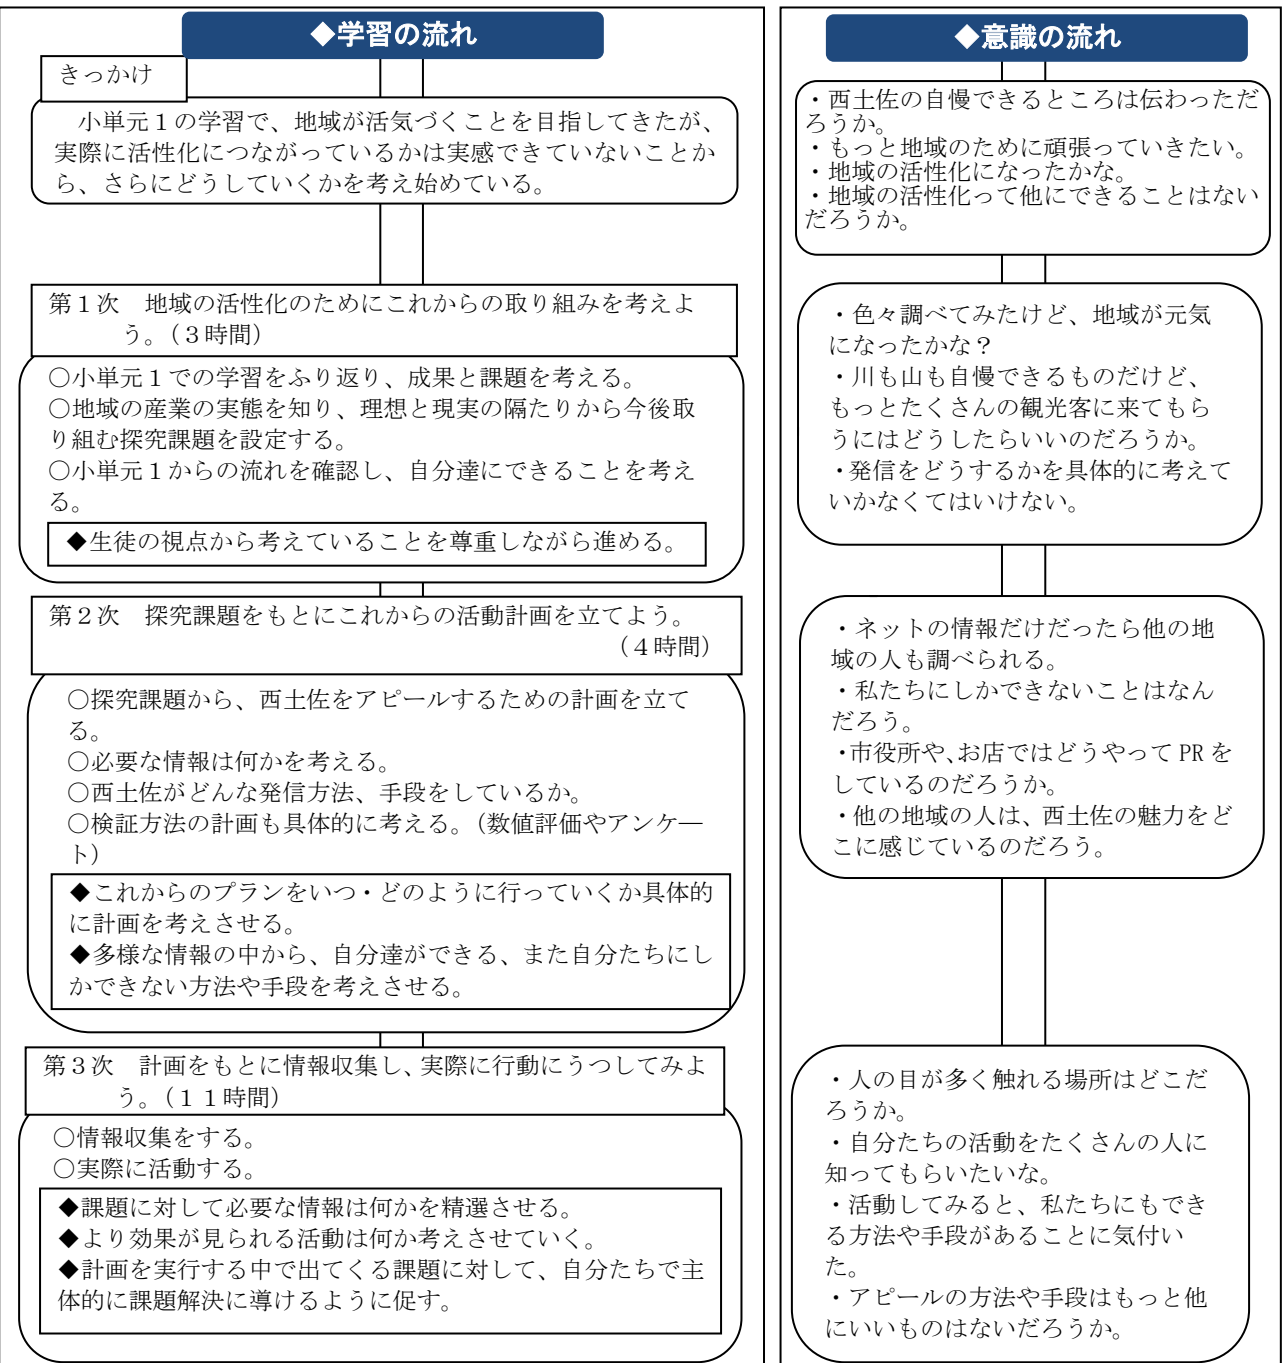 ◆学習の流れ
きっかけ
小単元1の学習で、地域が活気づくことを目指してきたが、
実際に活性化につながっているかは実感できていないことか
ら、さらにどうしていくかを考え始めている。
第1次　地域の活性化のためにこれからの取り組みを考えよ
う。(3時間)
○小単元1での学習をふり返り、成果と課題を考える。
○地域の産業の実態を知り、理想と現実の隔たりから今後取
り組む探究課題を設定する。
○小単元1からの流れを確認し、自分達にできることを考え
る。
◆生徒の視点から考えていることを尊重しながら進める。
第2次　探究課題をもとにこれからの活動計画を立てよう。
(4時間)
○探究課題から、西土佐をアピールするための計画を立て
る。
○必要な情報は何かを考える。
○西土佐がどんな発信方法、手段をしているか。
○検証方法の計画も具体的に考える。(数値評価やアンケー
ト)
◆これからのプランをいつ・どのように行っていくか具体的
に計画を考えさせる。
◆多様な情報の中から、自分達ができる、また自分たちにし
かできない方法や手段を考えさせる。
第3次　計画をもとに情報収集し、実際に行動にうつしてみよ
う。(11時間)
○情報収集をする。
○実際に活動する。
◆課題に対して必要な情報は何かを精選させる。
◆より効果が見られる活動は何か考えさせていく。
◆計画を実行する中で出てくる課題に対して、自分たちで主
体的に課題解決に導けるように促す。
◆意識の流れ
・西土佐の自慢できるところは伝わっただ
ろうか。
・もっと地域のために頑張っていきたい。
・地域の活性化になったかな。
・地域の活性化って他にできることはない
だろうか。
・色々調べてみたけど、地域が元気
になったかな？
・川も山も自慢できるものだけど、
もっとたくさんの観光客に来てもら
うにはどうしたらいいのだろうか。
・発信をどうするかを具体的に考えて
いかなくてはいけない。
・ネットの情報だけだったら他の地
域の人も調べられる。
・私たちにしかできないことはなん
だろう。
・市役所や、お店ではどうやって PR を
しているのだろうか。
・他の地域の人は、西土佐の魅力をど
こに感じているのだろう。
・人の目が多く触れる場所はどこだ
ろうか。
・自分たちの活動をたくさんの人に
知ってもらいたいな。
・活動してみると、私たちにもでき
る方法や手段があることに気付い
た。
・アピールの方法や手段はもっと他
にいいものはないだろうか。